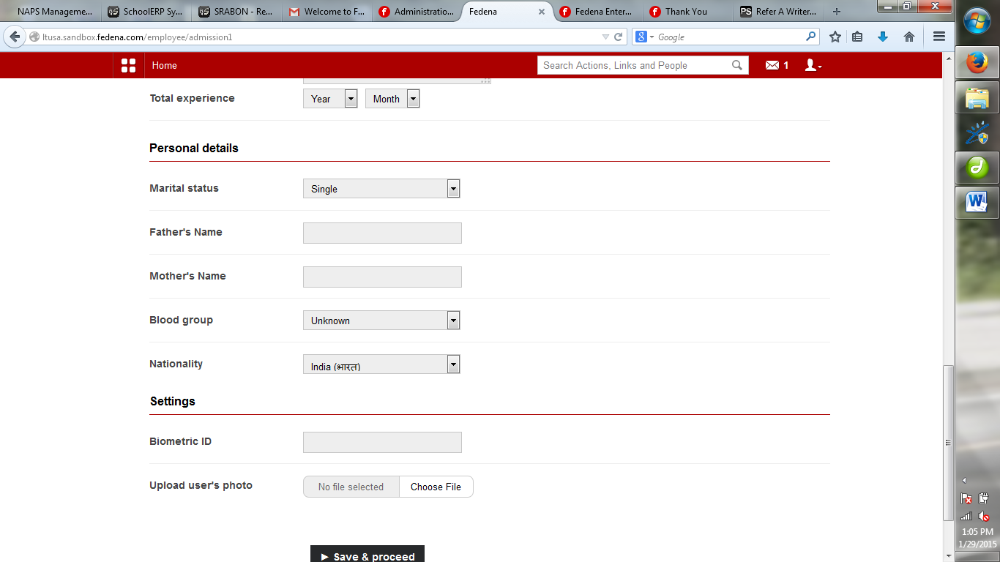 NAPS Manageme...
SchoolERP Sy...
SRABON - Re...
Welcome to F...
Administratio...
Fedena
Fedena Enter...
Thank You
Refer A Writer...
ltusa.sandbox.fedena.com/employee/admission1
Google
Home
Search Actions, Links and People
1
Total experience
Year
Month
Personal details
Marital status
Single
Father's Name
Mother's Name
Blood group
Unknown
Nationality
India (भारत)
Settings
Biometric ID
Upload user's photo
No file selected
Choose File
Save & proceed
1:05 PM
1/29/2015